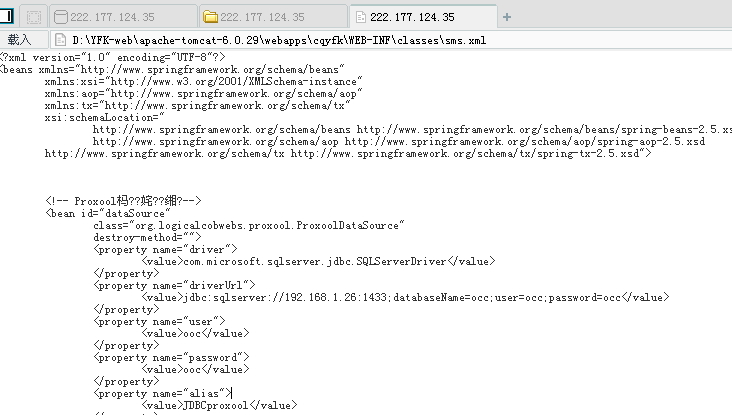 222.177.124.35
222.177.124.35
222.177.124.35
载入
D:\YFK-web\apache-tomcat-6.0.29\webapps\cqyfk\WEB-INF\classes\sms.xml
<?xml version="1.0" encoding="UTF-8"?>
<beans xmlns="http://www.springframework.org/schema/beans"
xmlns:xsi="http://www.w3.org/2001/XMLSchema-instance"
xmlns:aop="http://www.springframework.org/schema/aop"
xmlns:tx="http://www.springframework.org/schema/tx"
xsi:schemaLocation="
http://www.springframework.org/schema/beans http://www.springframework.org/schema/beans/spring-beans-2.5.xs
http://www.springframework.org/schema/aop http://www.springframework.org/schema/aop/spring-aop-2.5.xsd
http://www.springframework.org/schema/tx http://www.springframework.org/schema/tx/spring-tx-2.5.xsd">
<!-- Proxool杩??姹??缃?-->
<bean id="dataSource"
class="org.logicalcobwebs.proxool.ProxoolDataSource"
destroy-method="">
<property name="driver">
<value>com.microsoft.sqlserver.jdbc.SQLServerDriver</value>
</property>
<property name="driverUrl">
<value>jdbc:sqlserver://192.168.1.26:1433;databaseName=occ;user=occ;password=occ</value>
</property>
<property name="user">
<value>ooc</value>
</property>
<property name="password">
<value>ooc</value>
</property>
<property name="alias">
<value>JDBCproxool</value>